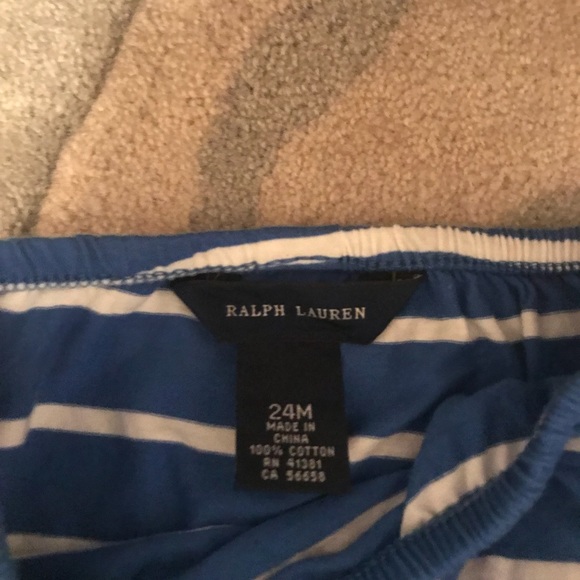 RALPH LAUREN
24M
MADE IN
CHINA
100% COTTON
RN 41381
CA 56658